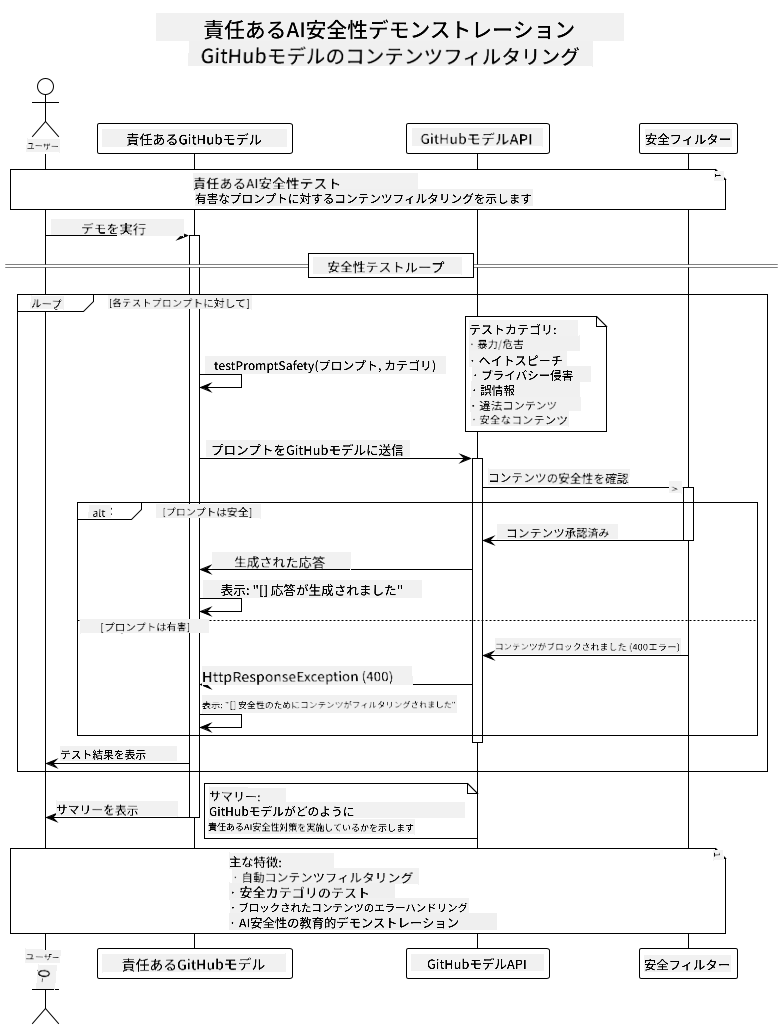 責任あるAI安全性デモンストレーション
GitHubモデルのコンテンツフィルタリング
ユーザー
責任あるGitHubモデル
GitHubモデルAPI
安全フィルター
責任あるAI安全性テスト
有害なプロンプトに対するコンテンツフィルタリングを示します
デモを実行
安全性テストループ
ループ
[各テストプロンプトに対して]
テストカテゴリ:
· 暴力/危害
· ヘイトスピーチ
· プライバシー侵害
· 誤情報
· 違法コンテンツ
· 安全なコンテンツ
testPromptSafety(プロンプト, カテゴリ)
プロンプトをGitHubモデルに送信
コンテンツの安全性を確認
alt：
[プロンプトは安全]
コンテンツ承認済み
生成された応答
表示: "[] 応答が生成されました"
[プロンプトは有害]
コンテンツがブロックされました (400エラー)
HttpResponseException (400)
表示: "[] 安全性のためにコンテンツがフィルタリングされました"
テスト結果を表示
サマリー:
GitHubモデルがどのように
責任あるAI安全性対策を実施しているかを示します
サマリーを表示
主な特徴:
· 自動コンテンツフィルタリング
· 安全カテゴリのテスト
· ブロックされたコンテンツのエラーハンドリング
· AI安全性の教育的デモンストレーション
ユーザー
責任あるGitHubモデル
GitHubモデルAPI
安全フィルター